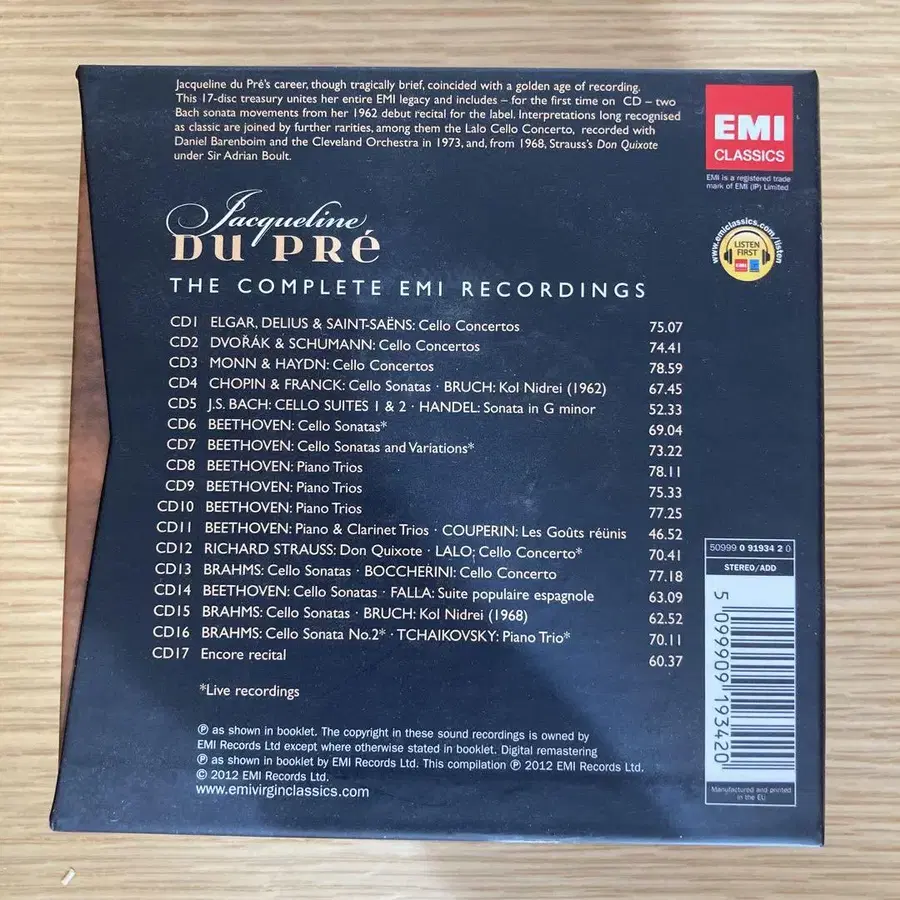 Jacqueline du Pré's career, though tragically brief, coincided with a golden age of recording.
This 17-disc treasury unites her entire EMI legacy and includes – for the first time on CD – two
Bach sonata movements from her 1962 debut recital for the label. Interpretations long recognised
as classic are joined by further rarities, among them the Lalo Cello Concerto, recorded with
Daniel Barenboim and the Cleveland Orchestra in 1973, and, from 1968, Strauss's Don Quixote
under Sir Adrian Boult.
EMI
CLASSICS
EMI is a registered trade
mark of EMI (IP) Limited
www.emiclassics.com/listen
LISTEN
FIRST
EMI
Jacqueline
DU PRé
THE COMPLETE EMI RECORDINGS
CD1 ELGAR, DELIUS & SAINT-SAËNS: Cello Concertos 75.07
CD2 DVOŘÁK & SCHUMANN: Cello Concertos 74.41
CD3 MONN & HAYDN: Cello Concertos 78.59
CD4 CHOPIN & FRANCK: Cello Sonatas · BRUCH: Kol Nidrei (1962) 67.45
CD5 J.S. BACH: CELLO SUITES 1 & 2 · HANDEL: Sonata in G minor 52.33
CD6 BEETHOVEN: Cello Sonatas* 69.04
CD7 BEETHOVEN: Cello Sonatas and Variations* 73.22
CD8 BEETHOVEN: Piano Trios 78.11
CD9 BEETHOVEN: Piano Trios 75.33
CD10 BEETHOVEN: Piano Trios 77.25
CD11 BEETHOVEN: Piano & Clarinet Trios · COUPERIN: Les Goûts réünis 46.52
CD12 RICHARD STRAUSS: Don Quixote · LALO: Cello Concerto* 70.41
CD13 BRAHMS: Cello Sonatas · BOCCHERINI: Cello Concerto 77.18
CD14 BEETHOVEN: Cello Sonatas · FALLA: Suite populaire espagnole 63.09
CD15 BRAHMS: Cello Sonatas · BRUCH: Kol Nidrei (1968) 62.52
CD16 BRAHMS: Cello Sonata No.2* · TCHAIKOVSKY: Piano Trio* 70.11
CD17 Encore recital 60.37
*Live recordings
50999 0 91934 2 0
STEREO/ADD
5 099909 193420
Manufactured and printed
in the EU
℗ as shown in booklet. The copyright in these sound recordings is owned by
EMI Records Ltd except where otherwise stated in booklet. Digital remastering
℗ as shown in booklet by EMI Records Ltd. This compilation ℗ 2012 EMI Records Ltd.
© 2012 EMI Records Ltd.
www.emivirginclassics.com